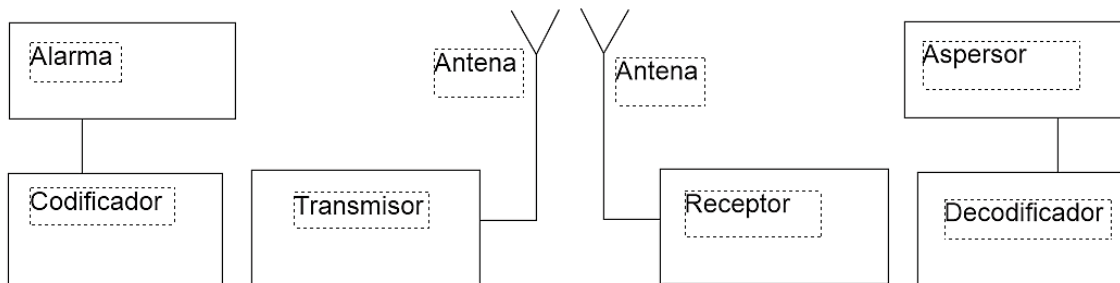 Alarma
Antena
Antena
Aspersor
Codificador
Transmisor
Receptor
Decodificador